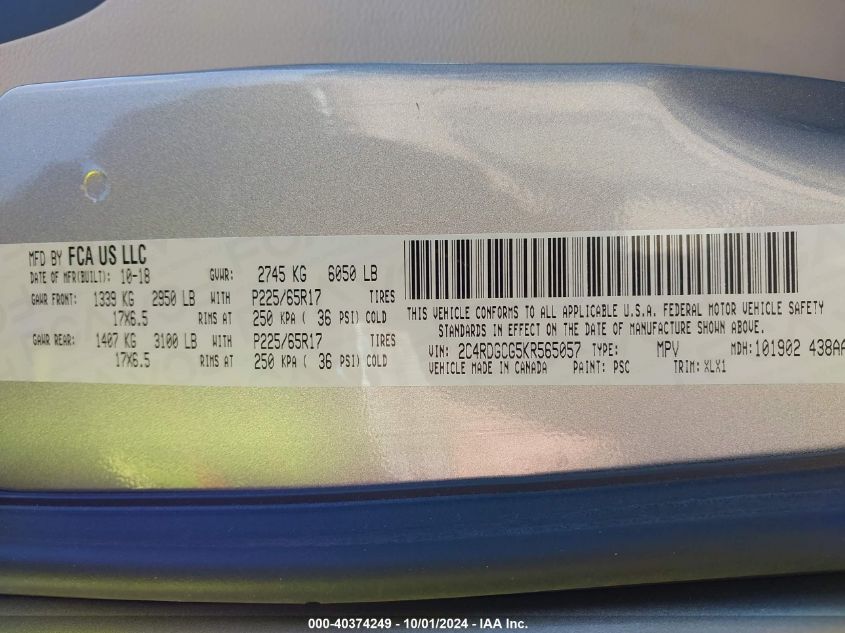 MFD BY FCA US LLC
DATE OF MFR(BUILT): 10-18 GVWR: 2745 KG 6050 LB
GAWR FRONT: 1339 KG 2950 LB WITH P225/65R17 TIRES
17X6.5 RIMS AT 250 KPA ( 36 PSI) COLD
GAWR REAR: 1407 KG 3100 LB WITH P225/65R17 TIRES
17X6.5 RIMS AT 250 KPA ( 36 PSI) COLD
THIS VEHICLE CONFORMS TO ALL APPLICABLE U.S.A. FEDERAL MOTOR VEHICLE SAFETY
STANDARDS IN EFFECT ON THE DATE OF MANUFACTURE SHOWN ABOVE.
VIN: 2C4RDGCG5KR565057 TYPE: MPV MDH:101902 438AA
VEHICLE MADE IN CANADA PAINT: PSC TRIM: XLX1
000-40374249 - 10/01/2024 - IAA Inc.